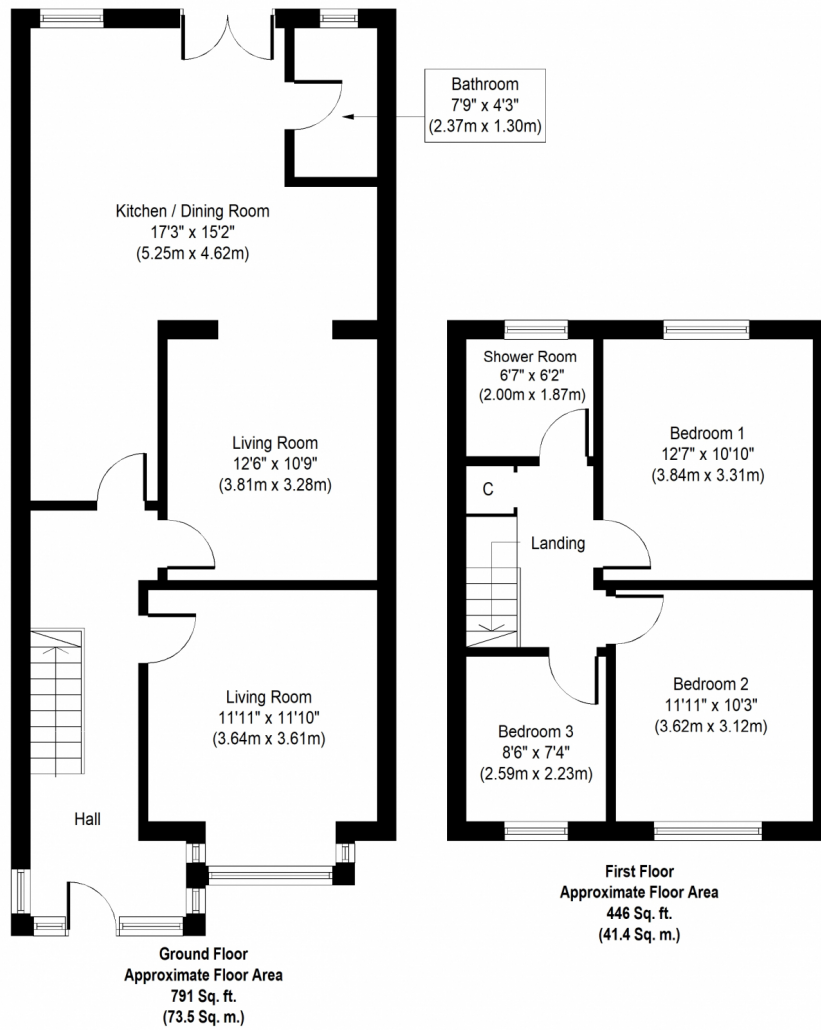 Bathroom
7'9" x 4'3"
(2.37m x 1.30m)
Kitchen / Dining Room
17'3" x 15'2"
(5.25m x 4.62m)
Living Room
12'6" x 10'9"
(3.81m x 3.28m)
Living Room
11'11" x 11'10"
(3.64m x 3.61m)
Hall
Ground Floor
Approximate Floor Area
791 Sq. ft.
(73.5 Sq. m.)
Shower Room
6'7" x 6'2"
(2.00m x 1.87m)
Bedroom 1
12'7" x 10'10"
(3.84m x 3.31m)
C
Landing
Bedroom 2
11'11" x 10'3"
(3.62m x 3.12m)
Bedroom 3
8'6" x 7'4"
(2.59m x 2.23m)
First Floor
Approximate Floor Area
446 Sq. ft.
(41.4 Sq. m.)